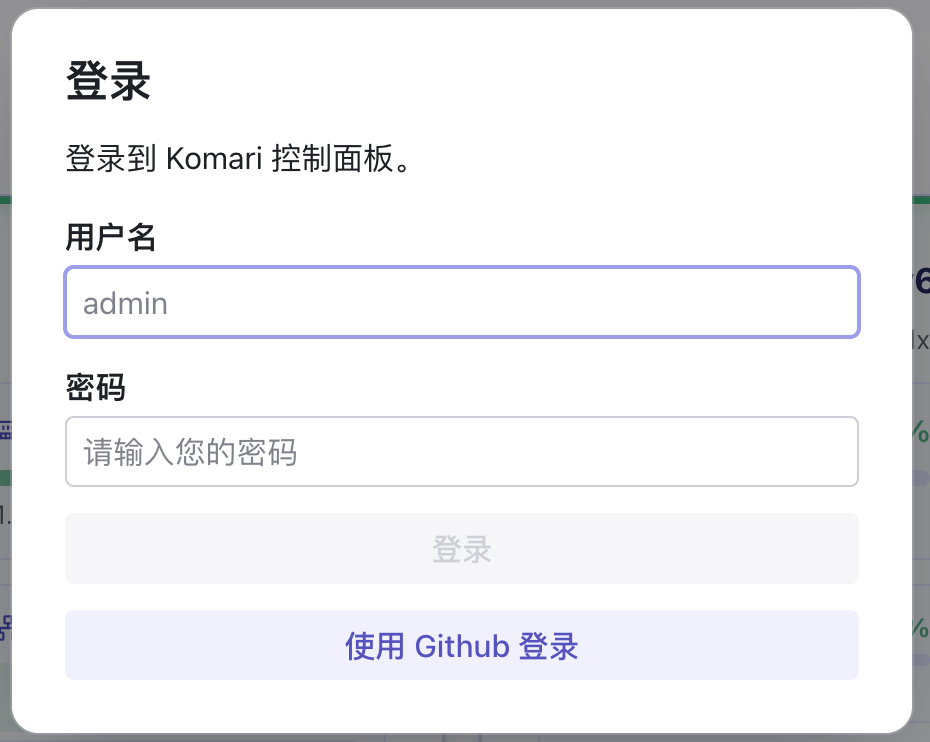 登录
登录到 Komari 控制面板。
用户名
admin
密码
请输入您的密码
登录
使用 Github 登录